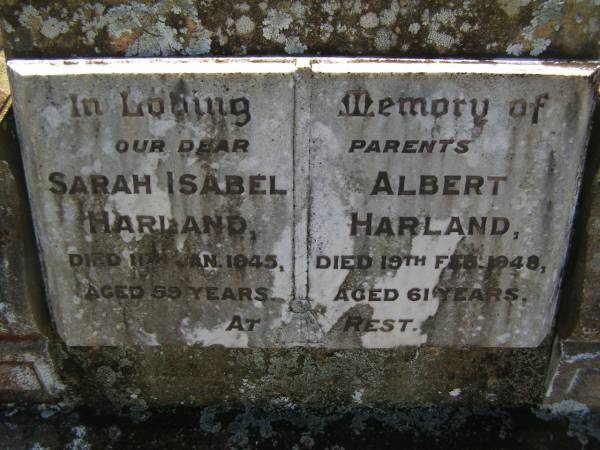 In Loving Memory of
OUR DEAR PARENTS
SARAH ISABEL HARLAND,
DIED 11TH JAN. 1945,
AGED 59 YEARS.
ALBERT HARLAND,
DIED 19TH FEB. 1948,
AGED 61 YEARS.
AT REST.